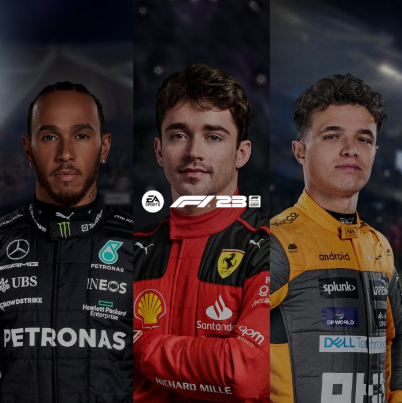 EA
SPORTS
F1 23
AMG
UBS
CROWDSTRIKE
PETRONAS
INEOS
Hewlett Packard
Enterprise
PETRONAS
Santander
RICHARD MILLE
android
splunk>
DP WORLD
DELL Technologies